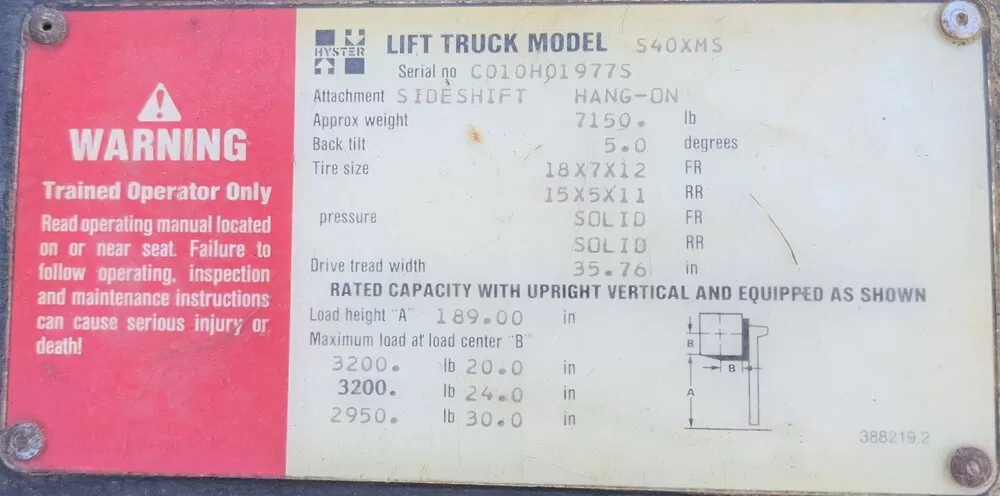 WARNING
Trained Operator Only
Read operating manual located
on or near seat. Failure to
follow operating, inspection
and maintenance instructions
can cause serious injury or
death!
HYSTER
LIFT TRUCK MODEL S40XMS
Serial no C010H01977S
Attachment SIDESHIFT HANG-ON
Approx weight 7150. lb
Back tilt 5.0 degrees
Tire size 18X7X12 FR
15X5X11 RR
pressure SOLID FR
SOLID RR
Drive tread width 35.76 in
RATED CAPACITY WITH UPRIGHT VERTICAL AND EQUIPPED AS SHOWN
Load height "A" 189.00 in
Maximum load at load center "B"
3200. lb 20.0 in
3200. lb 24.0 in
2950. lb 30.0 in
B
B
A
388219.2